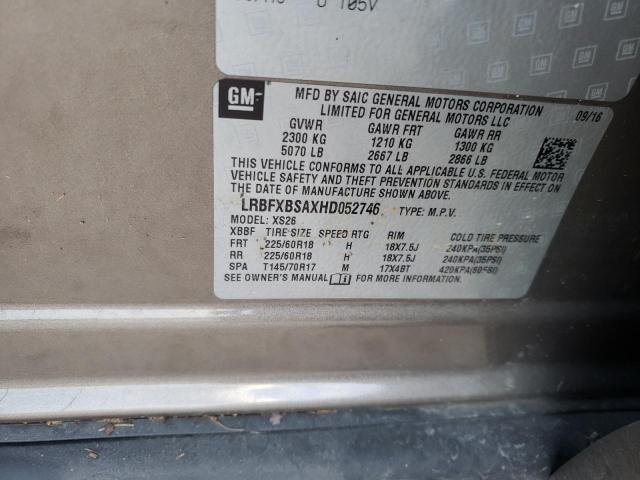 105V
GM
MFD BY SAIC GENERAL MOTORS CORPORATION
LIMITED FOR GENERAL MOTORS LLC
09/16
GVWR GAWR FRT GAWR RR
2300 KG 1210 KG 1300 KG
5070 LB 2667 LB 2866 LB
THIS VEHICLE CONFORMS TO ALL APPLICABLE U.S. FEDERAL MOTOR
VEHICLE SAFETY AND THEFT PREVENTION STANDARDS IN EFFECT
ON THE DATE OF MANUFACTURE SHOWN ABOVE.
LRBFXBSAXHD052746 TYPE: M.P.V.
MODEL: XS26
XBBF TIRE SIZE SPEED RTG RIM COLD TIRE PRESSURE
FRT 225/60R18 H 18X7.5J 240KPA(35PSI)
RR 225/60R18 H 18X7.5J 240KPA(35PSI)
SPA T145/70R17 M 17X4BT 420KPA(60PSI)
SEE OWNER'S MANUAL FOR MORE INFORMATION.